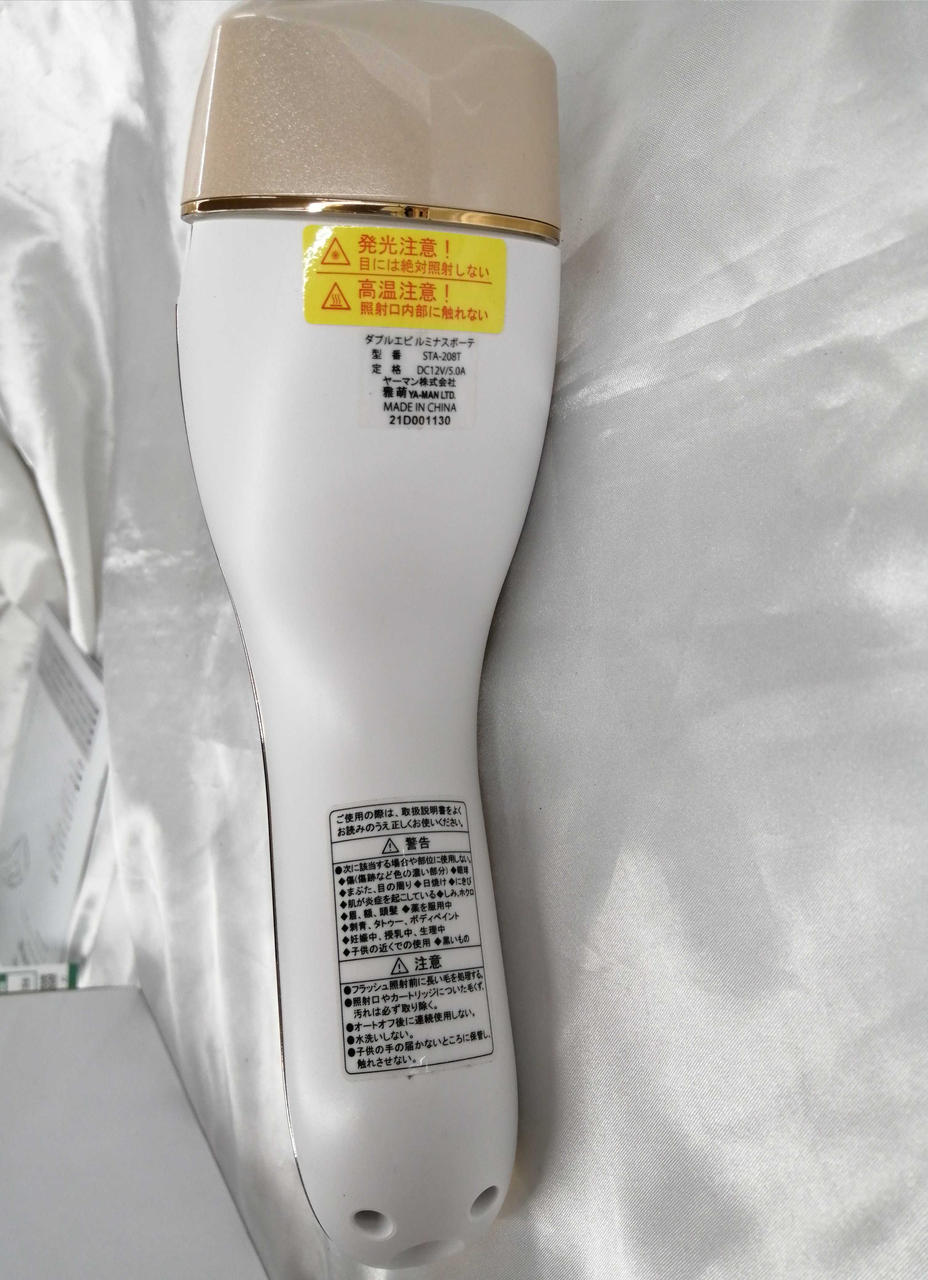 発光注意！
目には絶対照射しない
高温注意！
照射口内部に触れない
ダブルエピ ルミナスボーテ
型　番　STA-208T
定　格　DC12V/5.0A
ヤーマン株式会社
雅萌 YA-MAN LTD.
MADE IN CHINA
21D001130
ご使用の際は、取扱説明書をよく
お読みのうえ正しくお使いください。
警告
●次に該当する場合や部位に使用しない。
◆傷(傷跡など色の濃い部分) ◆眼球
◆まぶた、目の周り ◆日焼け ◆にきび
◆肌が炎症を起こしている ◆しみ,ホクロ
◆眉、額、頭髪 ◆薬を服用中
◆刺青、タトゥー、ボディペイント
◆妊娠中、授乳中、生理中
◆子供の近くでの使用 ◆黒いもの
注意
●フラッシュ照射前に長い毛を処理する。
●照射口やカートリッジについた毛くず、
汚れは必ず取り除く。
●オートオフ後に連続使用しない。
●水洗いしない。
●子供の手の届かないところに保管し、
触れさせない。